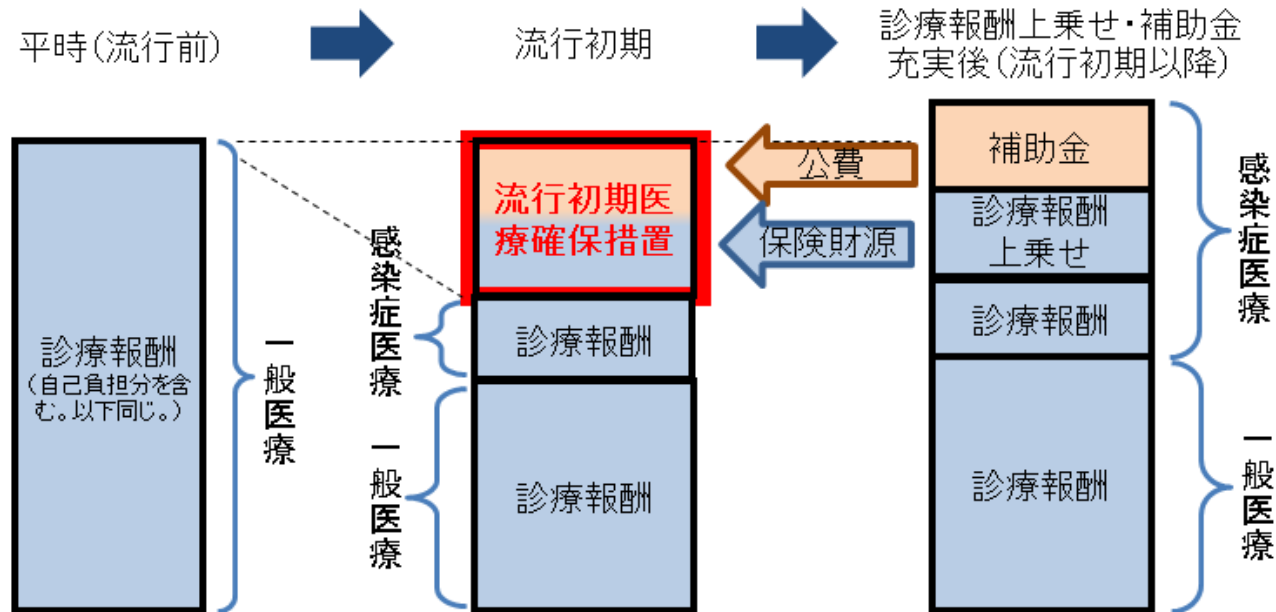 平時(流行前)
流行初期
診療報酬上乗せ・補助金
充実後(流行初期以降)
診療報酬
(自己負担分を含
む。以下同じ。)
一般医療
流行初期医
療確保措置
感染症医療
診療報酬
一般医療
診療報酬
公費
保険財源
補助金
診療報酬
上乗せ
診療報酬
感染症医療
診療報酬
一般医療